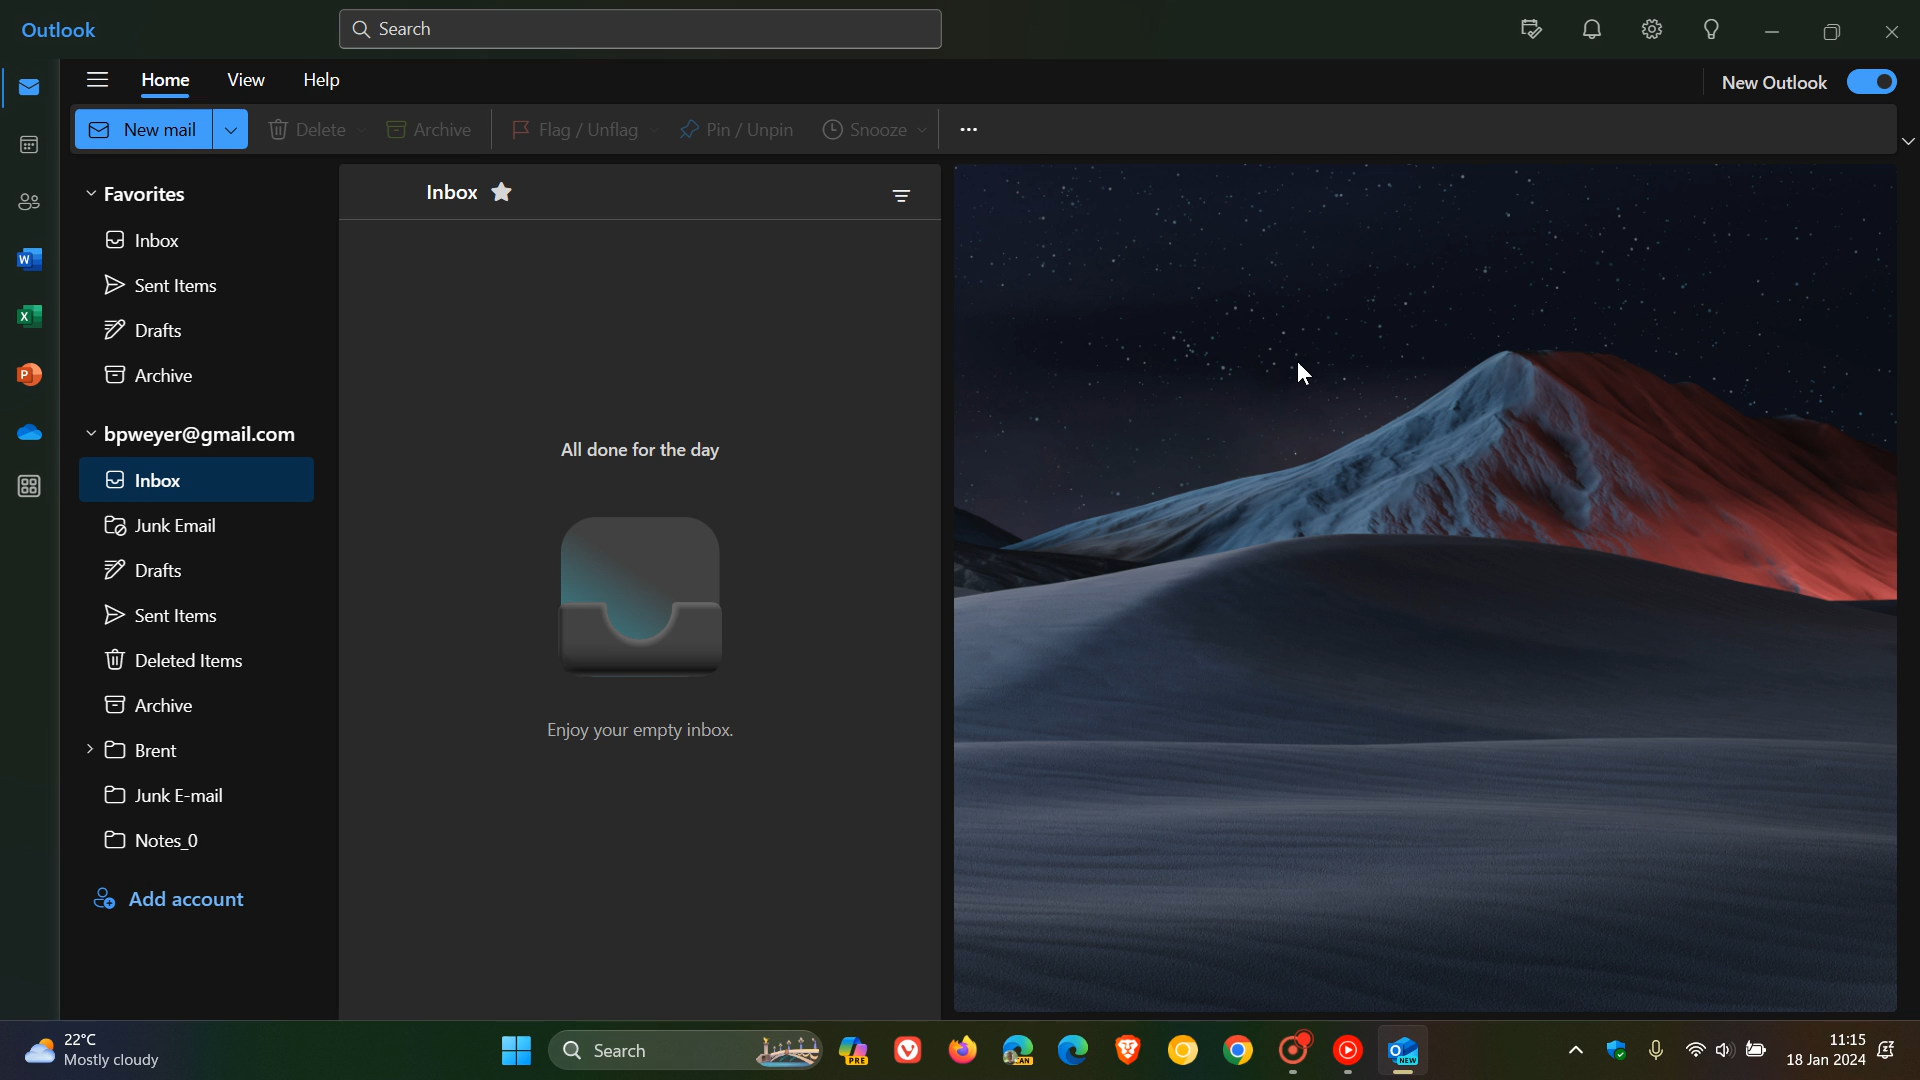 Outlook
Search
Home View Help
New Outlook
New mail Delete Archive Flag / Unflag Pin / Unpin Snooze
Favorites
Inbox
Sent Items
Drafts
Archive
bpweyer@gmail.com
Inbox
Junk Email
Drafts
Sent Items
Deleted Items
Archive
Brent
Junk E-mail
Notes_0
Add account
Inbox
All done for the day
Enjoy your empty inbox.
W
X
P
22°C
Mostly cloudy
Search
PRE
CAN
O
NEW
11:15
18 Jan 2024